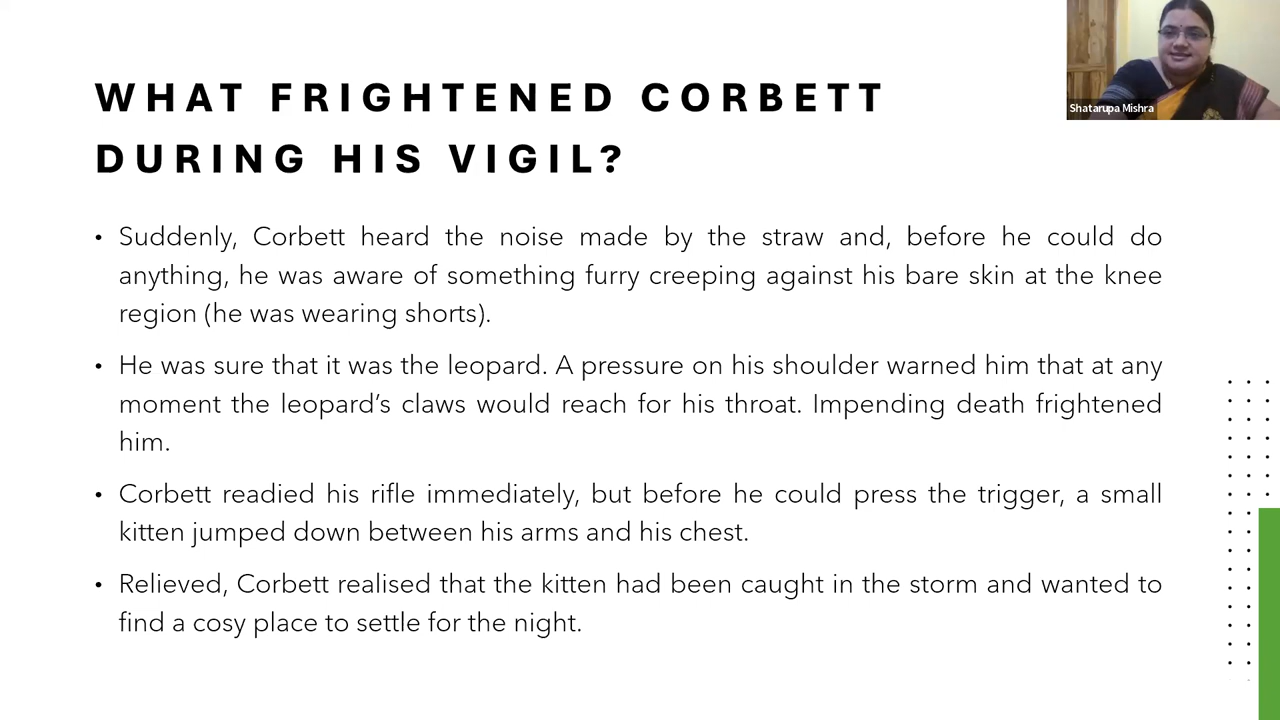 WHAT FRIGHTENED CORBETT
DURING HIS VIGIL?
Shatarupa Mishra
• Suddenly, Corbett heard the noise made by the straw and, before he could do
anything, he was aware of something furry creeping against his bare skin at the knee
region (he was wearing shorts).
• He was sure that it was the leopard. A pressure on his shoulder warned him that at any
moment the leopard’s claws would reach for his throat. Impending death frightened
him.
• Corbett readied his rifle immediately, but before he could press the trigger, a small
kitten jumped down between his arms and his chest.
• Relieved, Corbett realised that the kitten had been caught in the storm and wanted to
find a cosy place to settle for the night.